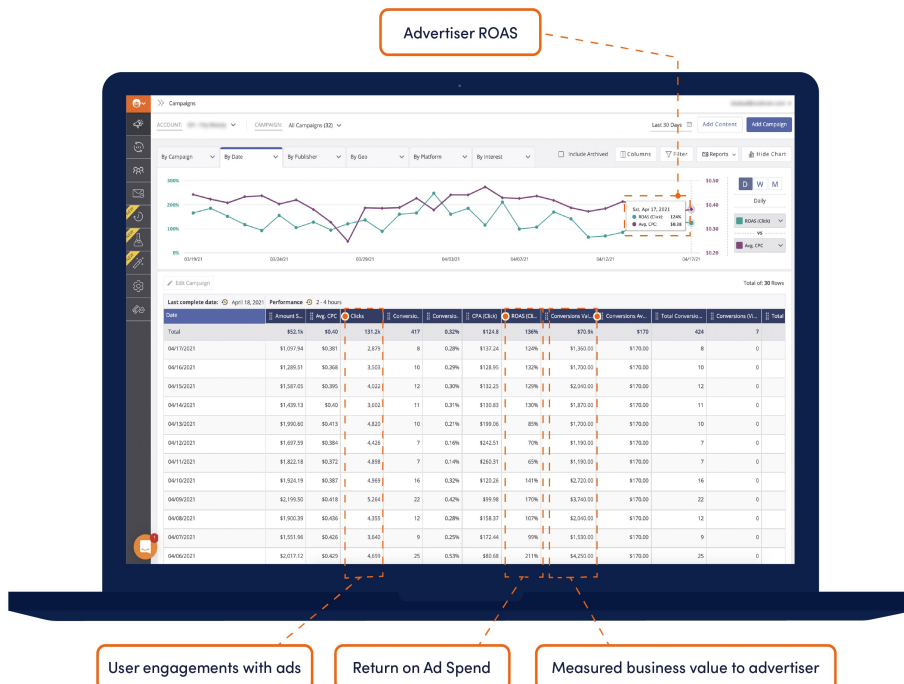 Advertiser ROAS
Campaigns
ACCOUNT: CAMPAIGN: All Campaigns (32) Last 30 Days Add Content Add Campaign
By Campaign By Date By Publisher By Geo By Platform By Interest Include Archived Columns Filter Reports Hide Chart
300% $0.50 D W M
200% $0.40 Daily
100% $0.30
0% $0.20
Sat, Apr 17, 2021
ROAS (Click) 124%
Avg. CPC: $0.38
ROAS (Click)
VS
Avg. CPC
03/19/21 03/24/21 03/29/21 04/03/21 04/07/21 04/12/21 04/17/21
Edit Campaign Total of: 30 Rows
Last complete date: April 18, 2021 Performance 2 - 4 hours
Date Amount S... Avg. CPC Clicks Conversio... Conversio... CPA (Click) ROAS (Cli... Conversions Val... Conversions Av... Total Conversio... Conversions (Vi... Total
Total $52.1k $0.40 131.2k 417 0.32% $124.8 136% $70.9k $170 424 7
04/17/2021 $1,097.94 $0.381 2,879 8 0.28% $137.24 124% $1,360.00 $170.00 8 0
04/16/2021 $1,289.51 $0.368 3,503 10 0.29% $128.95 132% $1,700.00 $170.00 10 0
04/15/2021 $1,587.05 $0.395 4,022 12 0.30% $132.25 129% $2,040.00 $170.00 12 0
04/14/2021 $1,439.13 $0.40 3,602 11 0.31% $130.83 130% $1,870.00 $170.00 11 0
04/13/2021 $1,990.60 $0.413 4,820 10 0.21% $199.06 85% $1,700.00 $170.00 10 0
04/12/2021 $1,697.59 $0.384 4,426 7 0.16% $242.51 70% $1,190.00 $170.00 7 0
04/11/2021 $1,822.18 $0.372 4,898 7 0.14% $260.31 65% $1,190.00 $170.00 7 0
04/10/2021 $1,924.19 $0.387 4,969 16 0.32% $120.26 141% $2,720.00 $170.00 16 0
04/09/2021 $2,199.50 $0.418 5,264 22 0.42% $99.98 170% $3,740.00 $170.00 22 0
04/08/2021 $1,900.39 $0.436 4,355 12 0.28% $158.37 107% $2,040.00 $170.00 12 0
04/07/2021 $1,551.96 $0.426 3,640 9 0.25% $172.44 99% $1,530.00 $170.00 9 0
04/06/2021 $2,017.12 $0.429 4,699 25 0.53% $80.68 211% $4,250.00 $170.00 25 0
User engagements with ads Return on Ad Spend Measured business value to advertiser